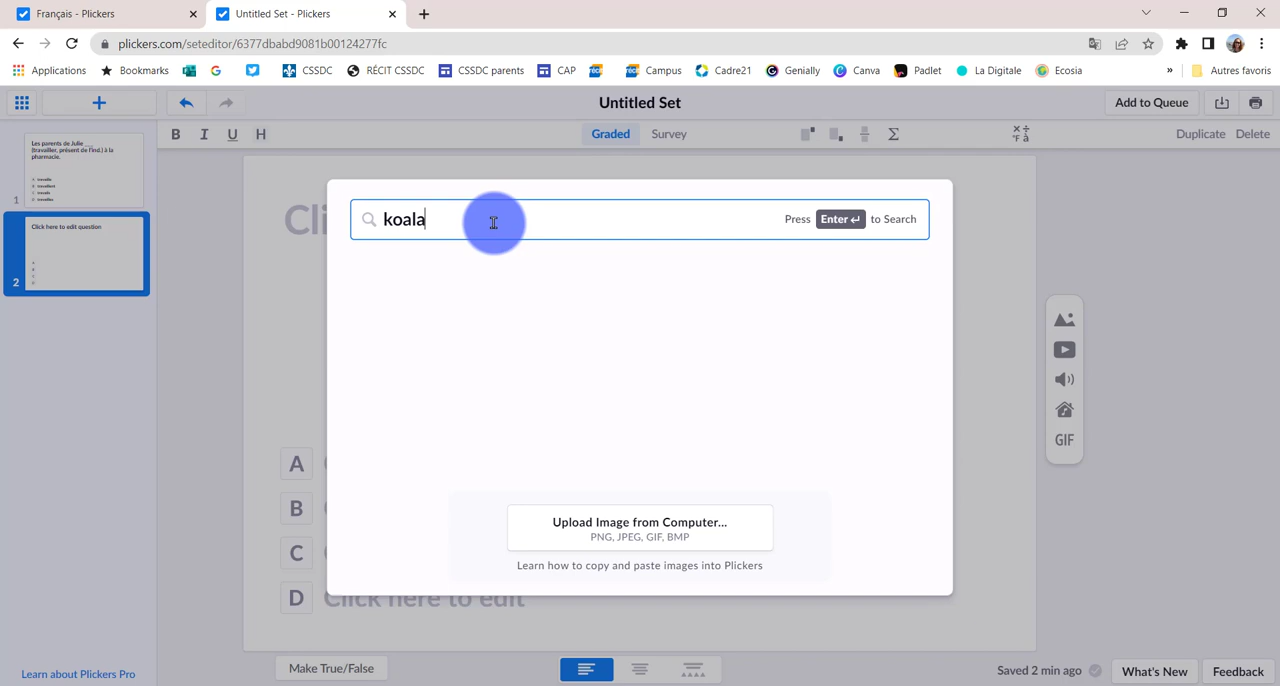 Français - Plickers
Untitled Set - Plickers
plickers.com/seteditor/6377dbabd9081b00124277fc
Applications
Bookmarks
CSSDC
RÉCIT CSSDC
CSSDC parents
CAP
Campus
Cadre21
Genially
Canva
Padlet
La Digitale
Ecosia
»
Autres favoris
Untitled Set
Add to Queue
B I U H
Graded
Survey
Duplicate
Delete
Les parents de Julie ___
(travailler, présent de l'ind.) à la
pharmacie.
A travaille
B travaillent
C travails
D travailles
1
Click here to edit question
A
B
C
D
2
Cli
koala
Press Enter↵ to Search
Upload Image from Computer...
PNG, JPEG, GIF, BMP
Learn how to copy and paste images into Plickers
GIF
A
B
C
D Click here to edit
Learn about Plickers Pro
Make True/False
Saved 2 min ago
What's New
Feedback